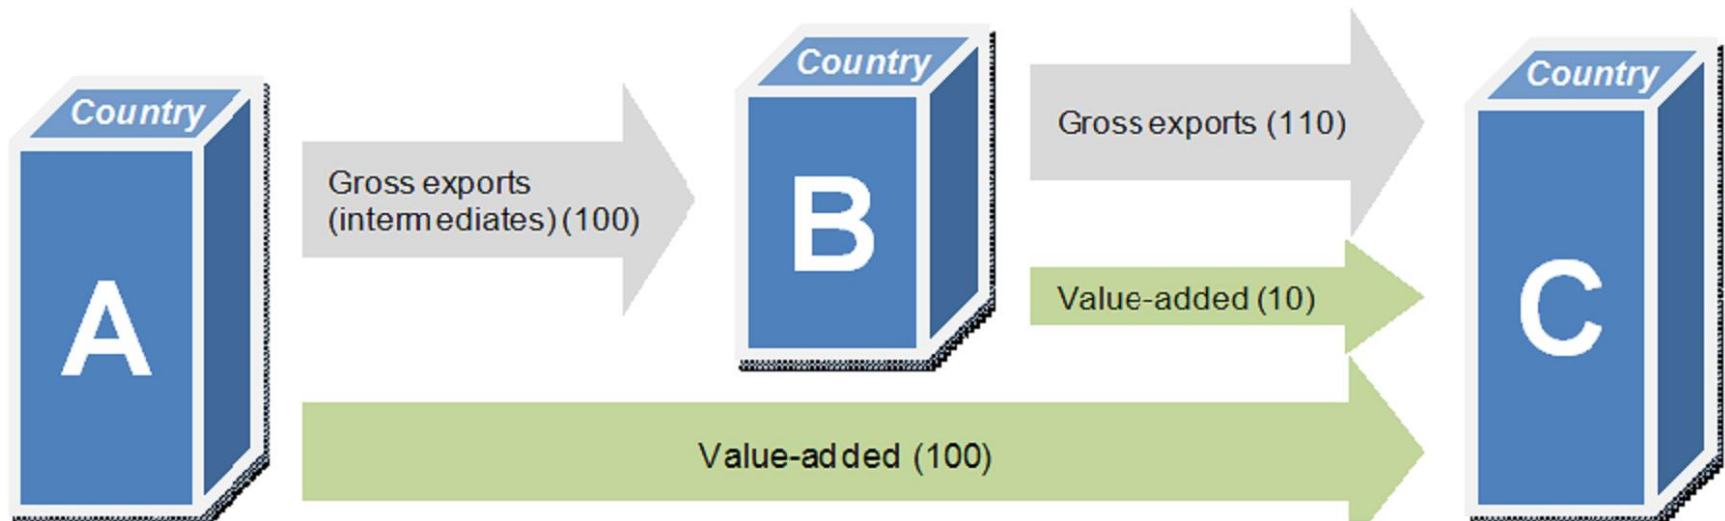 Country
A
Gross exports
(intermediates) (100)
Country
B
Gross exports (110)
Value-added (10)
Value-added (100)
Country
C